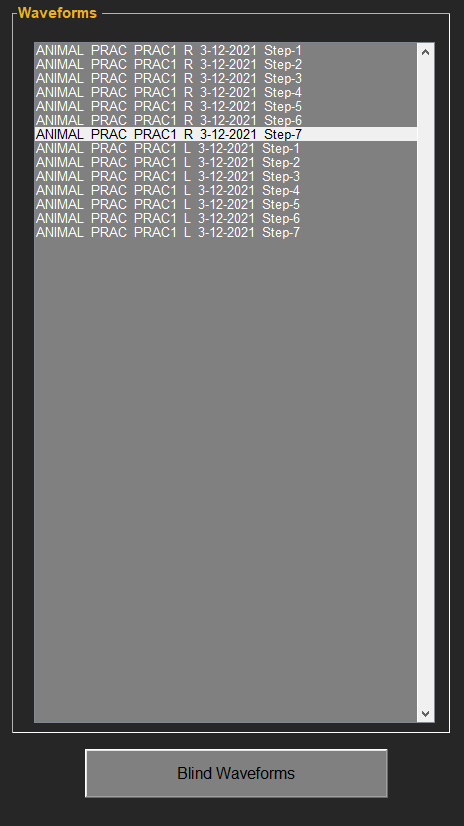 Waveforms
ANIMAL PRAC PRAC1 R 3-12-2021 Step-1
ANIMAL PRAC PRAC1 R 3-12-2021 Step-2
ANIMAL PRAC PRAC1 R 3-12-2021 Step-3
ANIMAL PRAC PRAC1 R 3-12-2021 Step-4
ANIMAL PRAC PRAC1 R 3-12-2021 Step-5
ANIMAL PRAC PRAC1 R 3-12-2021 Step-6
ANIMAL PRAC PRAC1 R 3-12-2021 Step-7
ANIMAL PRAC PRAC1 L 3-12-2021 Step-1
ANIMAL PRAC PRAC1 L 3-12-2021 Step-2
ANIMAL PRAC PRAC1 L 3-12-2021 Step-3
ANIMAL PRAC PRAC1 L 3-12-2021 Step-4
ANIMAL PRAC PRAC1 L 3-12-2021 Step-5
ANIMAL PRAC PRAC1 L 3-12-2021 Step-6
ANIMAL PRAC PRAC1 L 3-12-2021 Step-7
Blind Waveforms